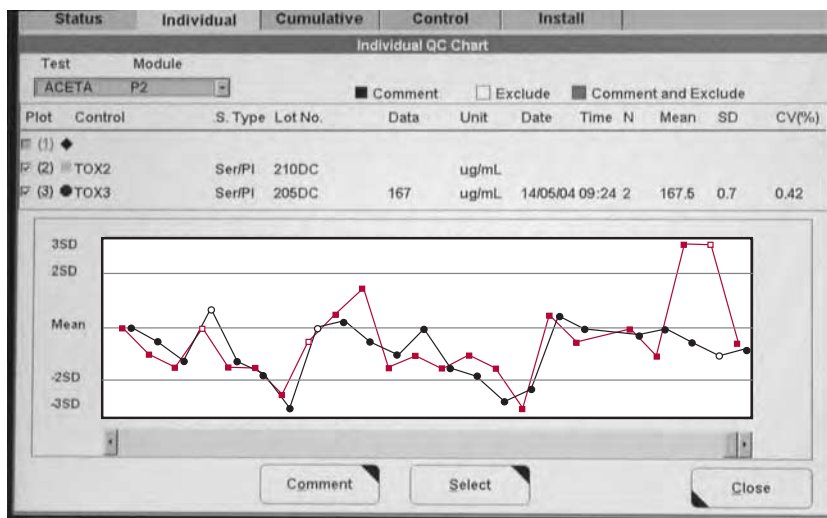 Status Individual Cumulative Control Install
Individual QC Chart
Test Module
ACETA P2
Comment Exclude Comment and Exclude
Plot Control S. Type Lot No. Data Unit Date Time N Mean SD CV(%)
(1)
(2) TOX2 Ser/Pl 210DC ug/mL
(3) TOX3 Ser/Pl 205DC 167 ug/mL 14/05/04 09:24 2 167.5 0.7 0.42
3SD
2SD
Mean
-2SD
-3SD
Comment Select Close